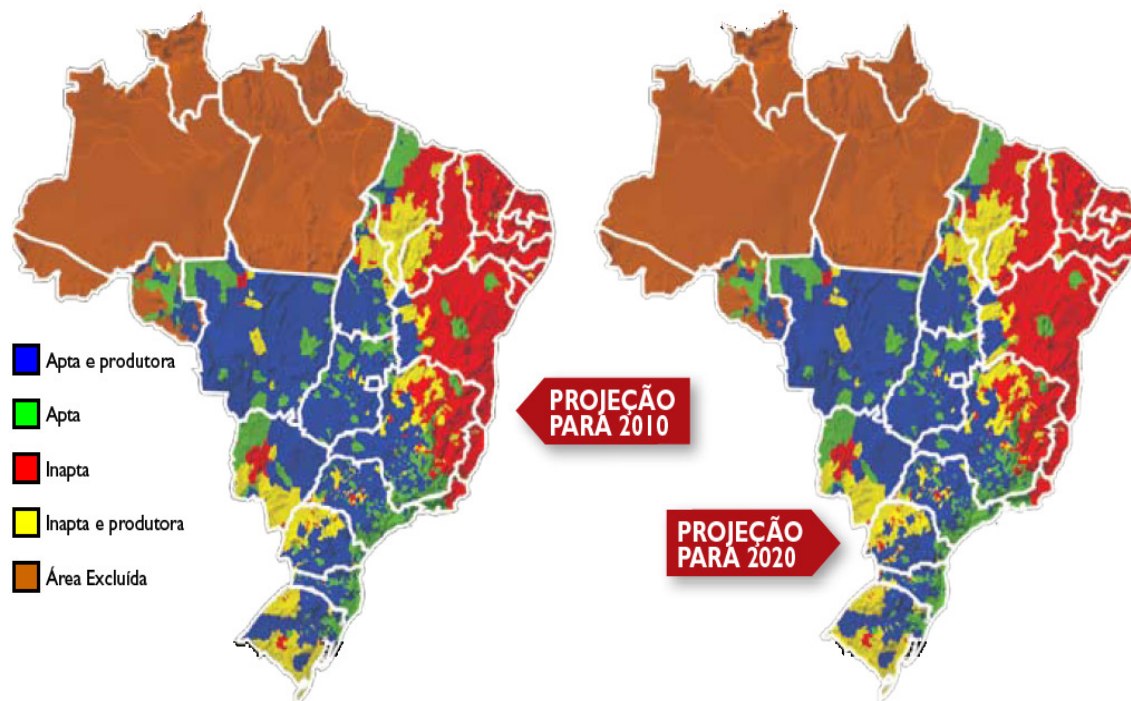 Apta e produtora
Apta
Inapta
Inapta e produtora
Área Excluída
PROJEÇÃO
PARA 2010
PROJEÇÃO
PARA 2020